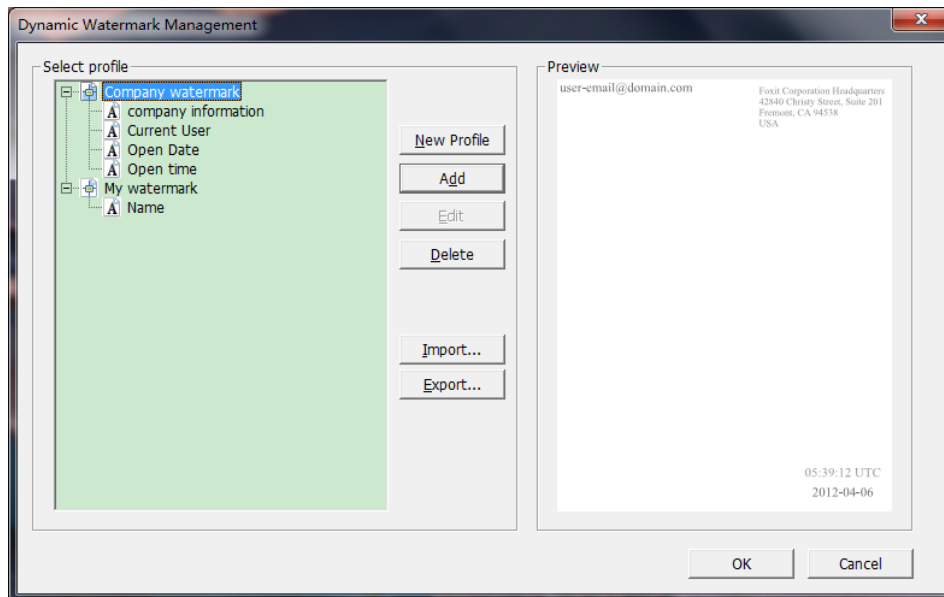 Dynamic Watermark Management
Select profile
Company watermark
company information
Current User
Open Date
Open time
My watermark
Name
New Profile
Add
Edit
Delete
Import...
Export...
Preview
user-email@domain.com
Foxit Corporation Headquarters
42840 Christy Street, Suite 201
Fremont, CA 94538
USA
05:39:12 UTC
2012-04-06
OK
Cancel